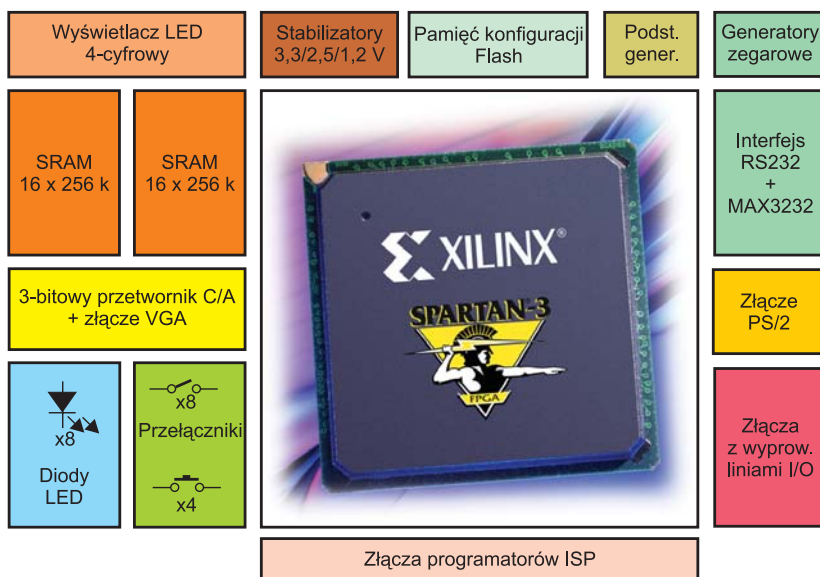 Wyświetlacz LED
4-cyfrowy
Stabilizatory
3,3/2,5/1,2 V
Pamięć konfiguracji
Flash
Podst.
gener.
Generatory
zegarowe
SRAM
16 x 256 k
SRAM
16 x 256 k
Interfejs
RS232
+
MAX3232
XILINX®
SPARTAN-3
FPGA
3-bitowy przetwornik C/A
+ złącze VGA
Złącze
PS/2
x8
Diody
LED
x8
Przełączniki
x4
Złącza
z wyprow.
liniami I/O
Złącza programatorów ISP